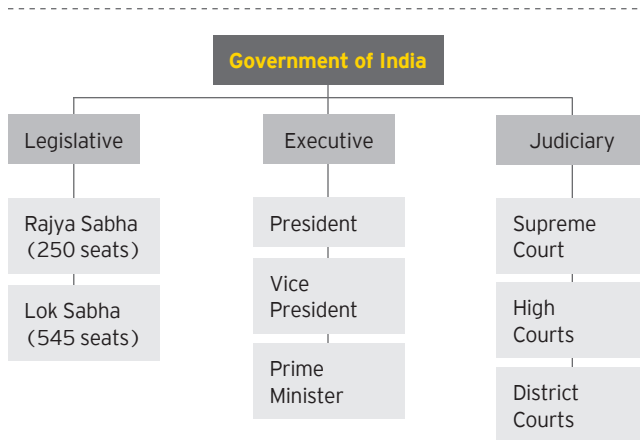 Government of India
Legislative
Executive
Judiciary
Rajya Sabha
(250 seats)
Lok Sabha
(545 seats)
President
Vice
President
Prime
Minister
Supreme
Court
High
Courts
District
Courts